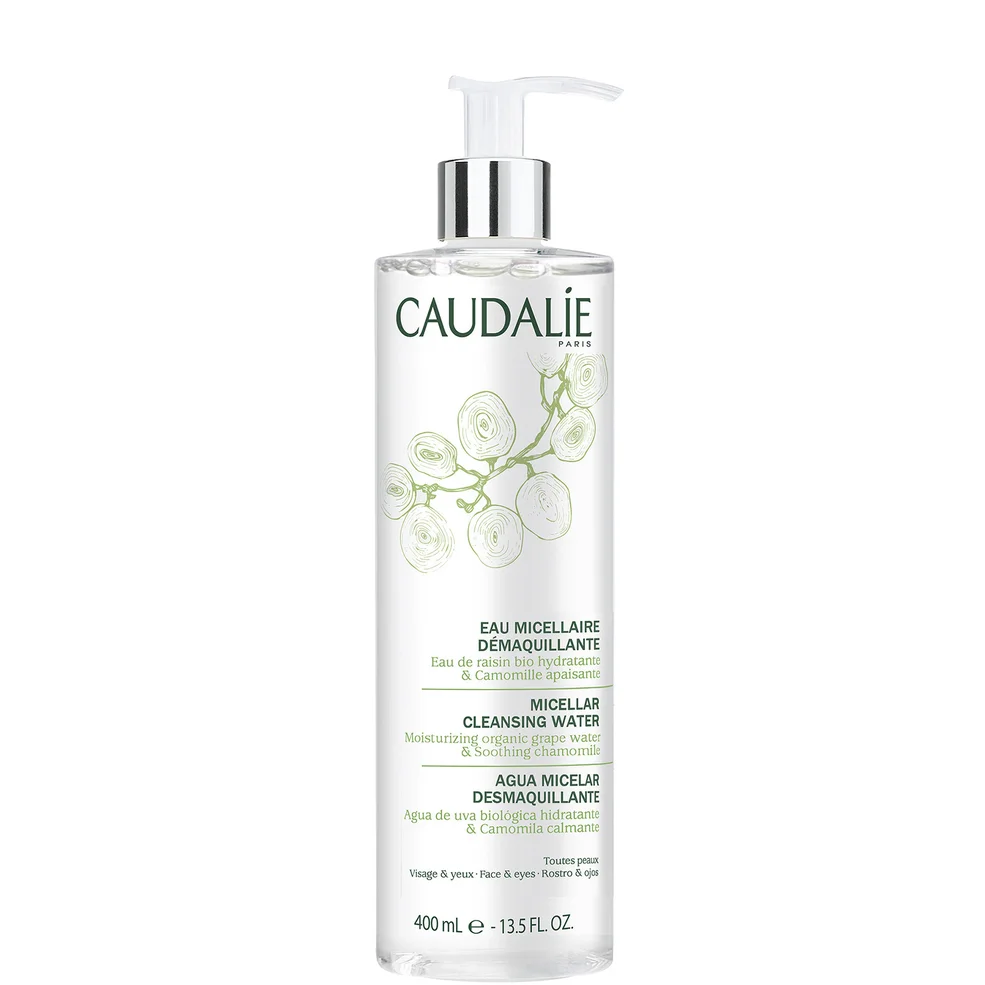 CAUDALÍE
PARIS
EAU MICELLAIRE
DÉMAQUILLANTE
Eau de raisin bio hydratante
& Camomille apaisante
MICELLAR
CLEANSING WATER
Moisturizing organic grape water
& Soothing chamomile
AGUA MICELAR
DESMAQUILLANTE
Agua de uva biológica hidratante
& Camomila calmante
Toutes peaux
Visage & yeux · Face & eyes · Rostro & ojos
400 mL ℮ - 13.5 FL. OZ.